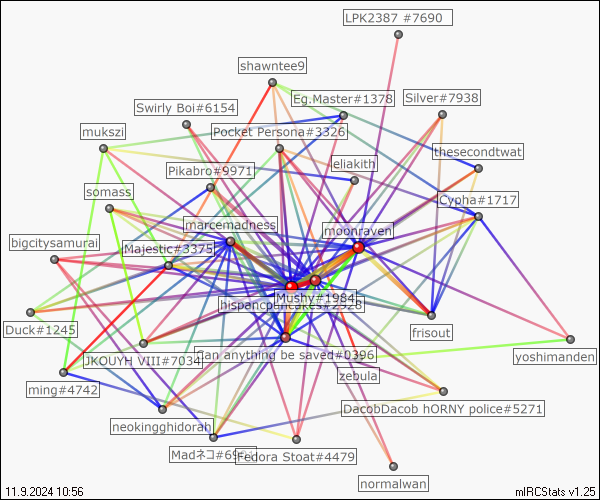 LPK2387 #7690
shawntee9
Eg.Master#1378
Silver#7938
Swirly Boi#6154
mukszi
Pocket Persona#3326
thesecondtwat
Pikabro#9971
eliakith
somass
Cypha#1717
marcemadness
moonraven
bigcitysamurai
Majestic#3375
Mushy#1984
hispancpencakes#2928
Duck#1245
frisout
JKOUYH VIII#7034
Can anything be saved#0396
yoshimanden
ming#4742
zebula
DacobDacob hORNY police#5271
neokingghidorah
Madネコ#6901
Fedora Stoat#4479
normalwan
11.9.2024 10:56
mIRCStats v1.25